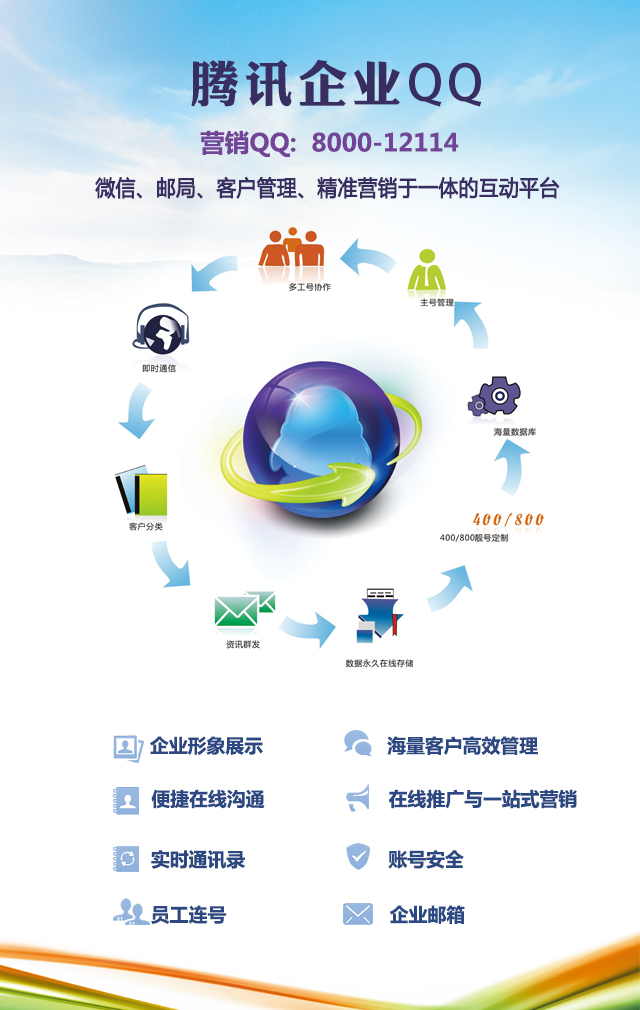 腾讯企业QQ
营销QQ: 8000-12114
微信、邮局、客户管理、精准营销于一体的互动平台
多工号协作
主号管理
即时通信
海量数据库
客户分类
400/800
400/800靓号定制
资讯群发
数据永久在线存储
企业形象展示
海量客户高效管理
便捷在线沟通
在线推广与一站式营销
实时通讯录
账号安全
员工连号
企业邮箱